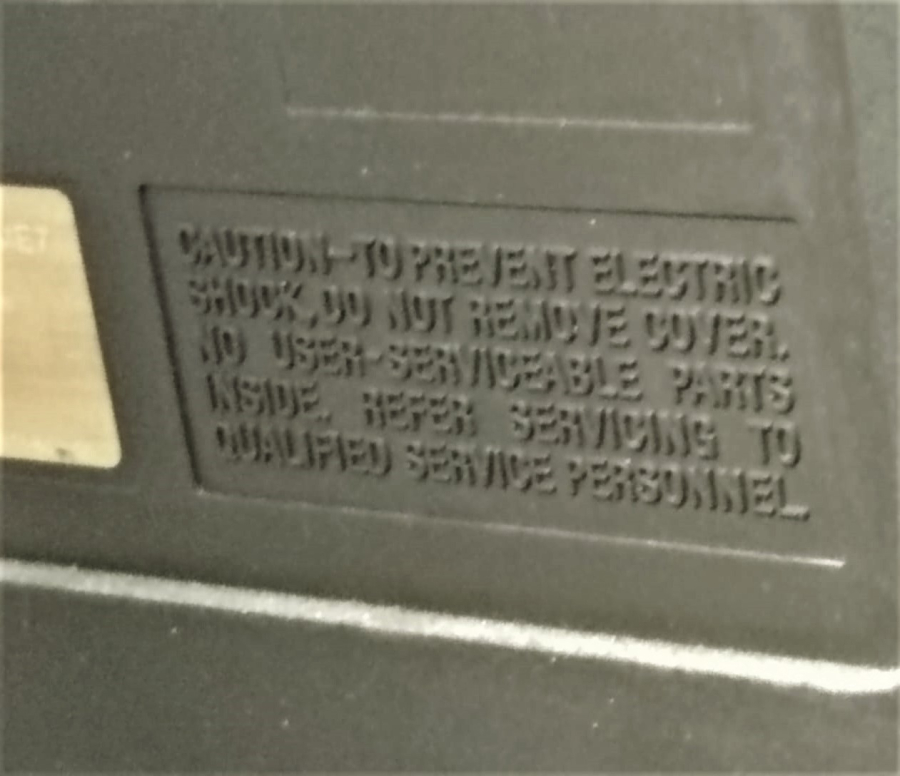 CAUTION-TO PREVENT ELECTRIC
SHOCK, DO NOT REMOVE COVER.
NO USER-SERVICEABLE PARTS
INSIDE. REFER SERVICING TO
QUALIFIED SERVICE PERSONNEL.